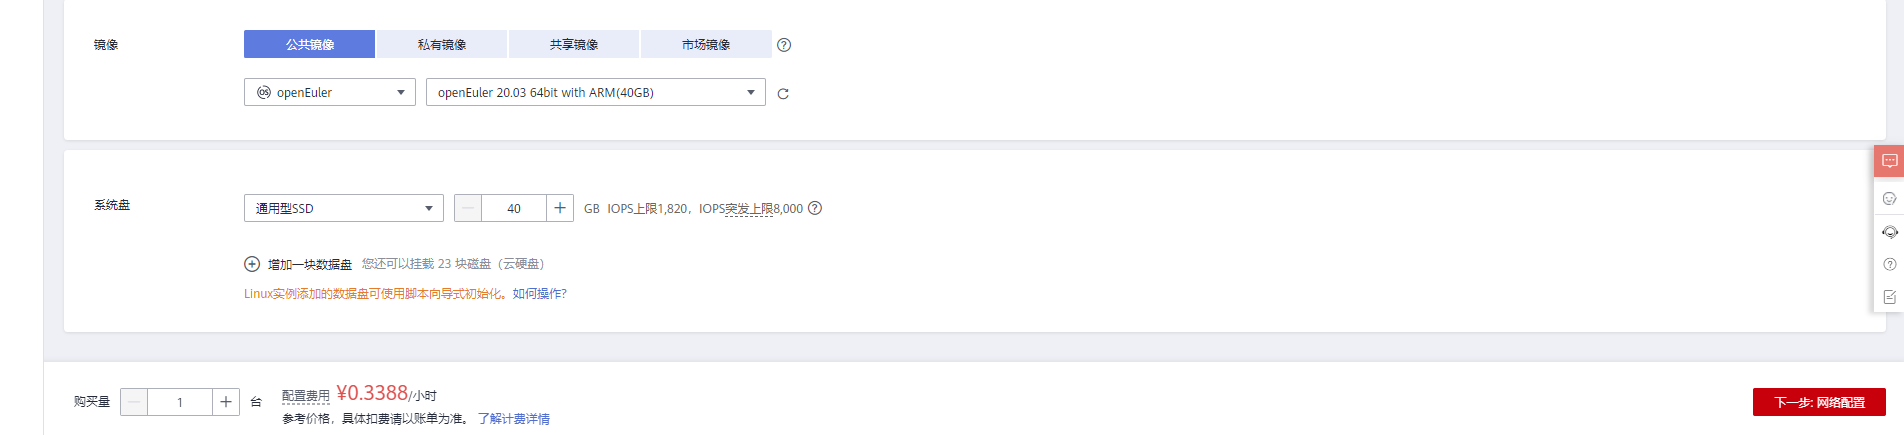 镜像
公共镜像 私有镜像 共享镜像 市场镜像
openEuler openEuler 20.03 64bit with ARM(40GB)
系统盘
通用型SSD 40 GB IOPS上限1,820，IOPS突发上限8,000
增加一块数据盘 您还可以挂载 23 块磁盘（云硬盘）
Linux实例添加的数据盘可使用脚本向导式初始化。如何操作?
购买量 1 台 配置费用 ¥0.3388/小时
参考价格，具体扣费请以账单为准。 了解计费详情
下一步: 网络配置